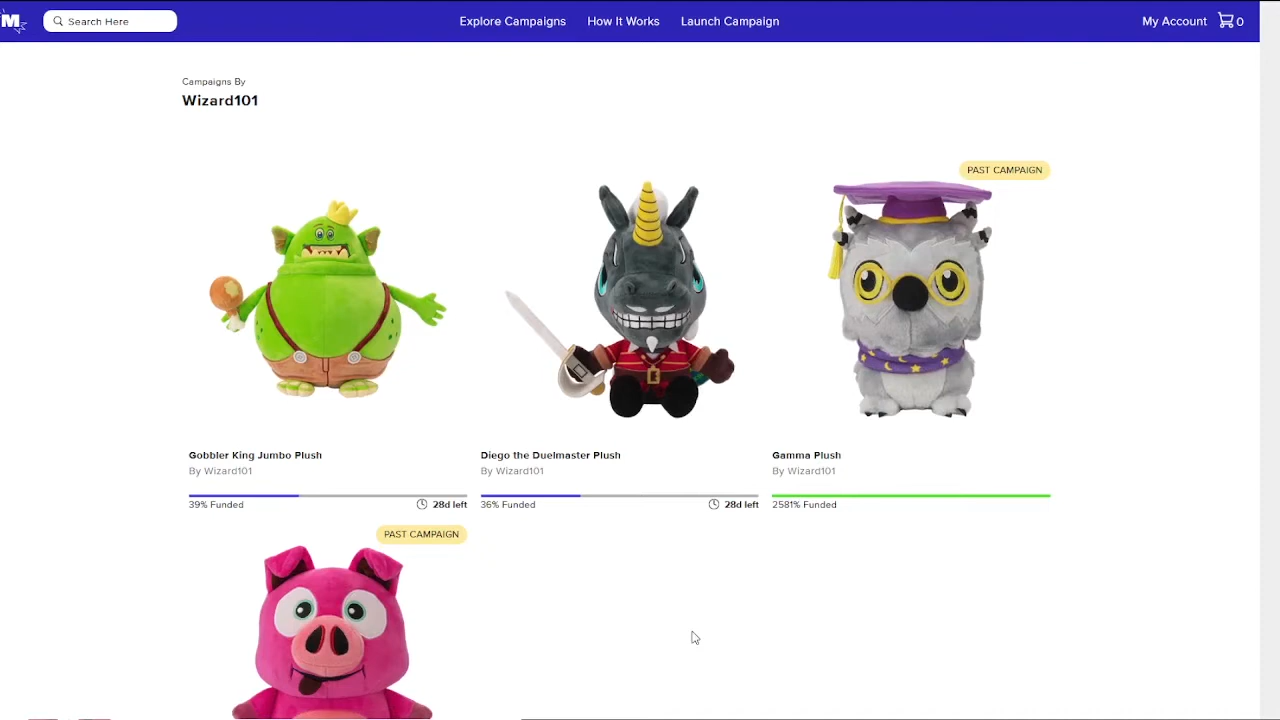 M
Search Here
Explore Campaigns
How It Works
Launch Campaign
My Account
0
Campaigns By
Wizard101
PAST CAMPAIGN
Gobbler King Jumbo Plush
By Wizard101
39% Funded
28d left
Diego the Duelmaster Plush
By Wizard101
36% Funded
28d left
Gamma Plush
By Wizard101
2581% Funded
PAST CAMPAIGN